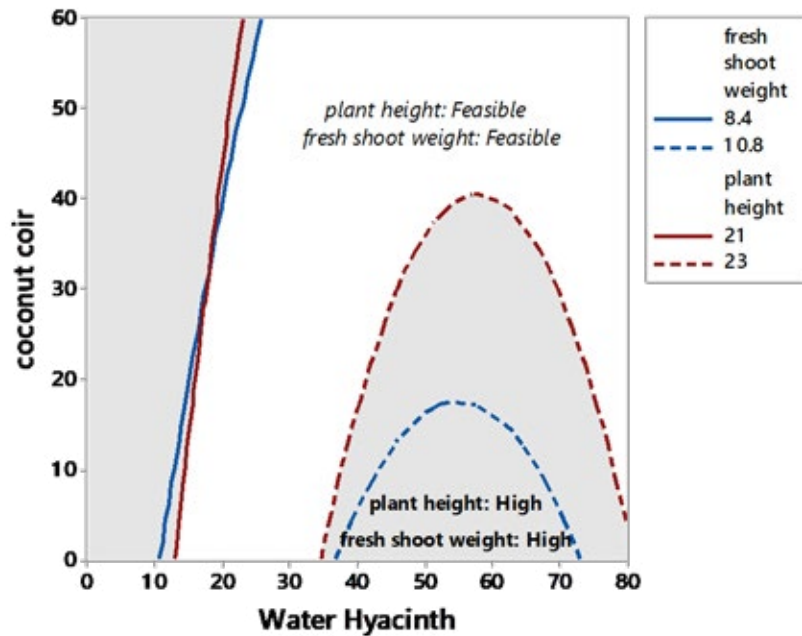 60
50
40
30
20
10
0
coconut coir
0 10 20 30 40 50 60 70 80
Water Hyacinth
plant height: Feasible
fresh shoot weight: Feasible
plant height: High
fresh shoot weight: High
fresh
shoot
weight
8.4
10.8
plant
height
21
23